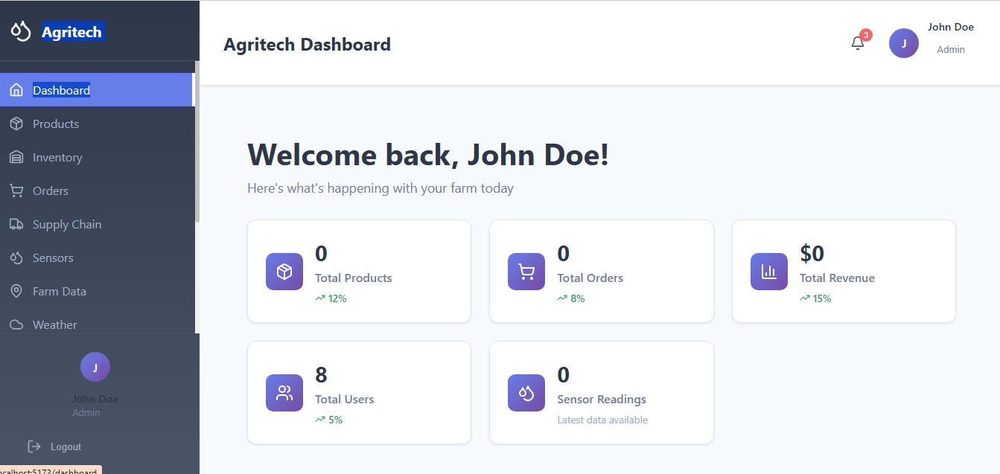 Agritech
Dashboard
Products
Inventory
Orders
Supply Chain
Sensors
Farm Data
Weather
J
John Doe
Admin
Logout
localhost:5173/dashboard
Agritech Dashboard
3
J
John Doe
Admin
Welcome back, John Doe!
Here's what's happening with your farm today
0
Total Products
12%
0
Total Orders
8%
$0
Total Revenue
15%
8
Total Users
5%
0
Sensor Readings
Latest data available